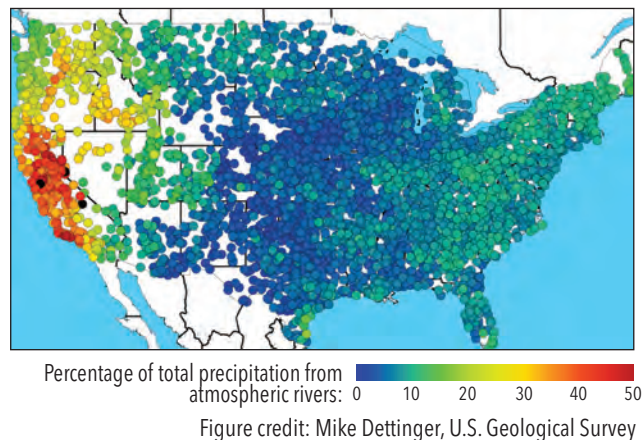 Percentage of total precipitation from
atmospheric rivers: 0 10 20 30 40 50
Figure credit: Mike Dettinger, U.S. Geological Survey